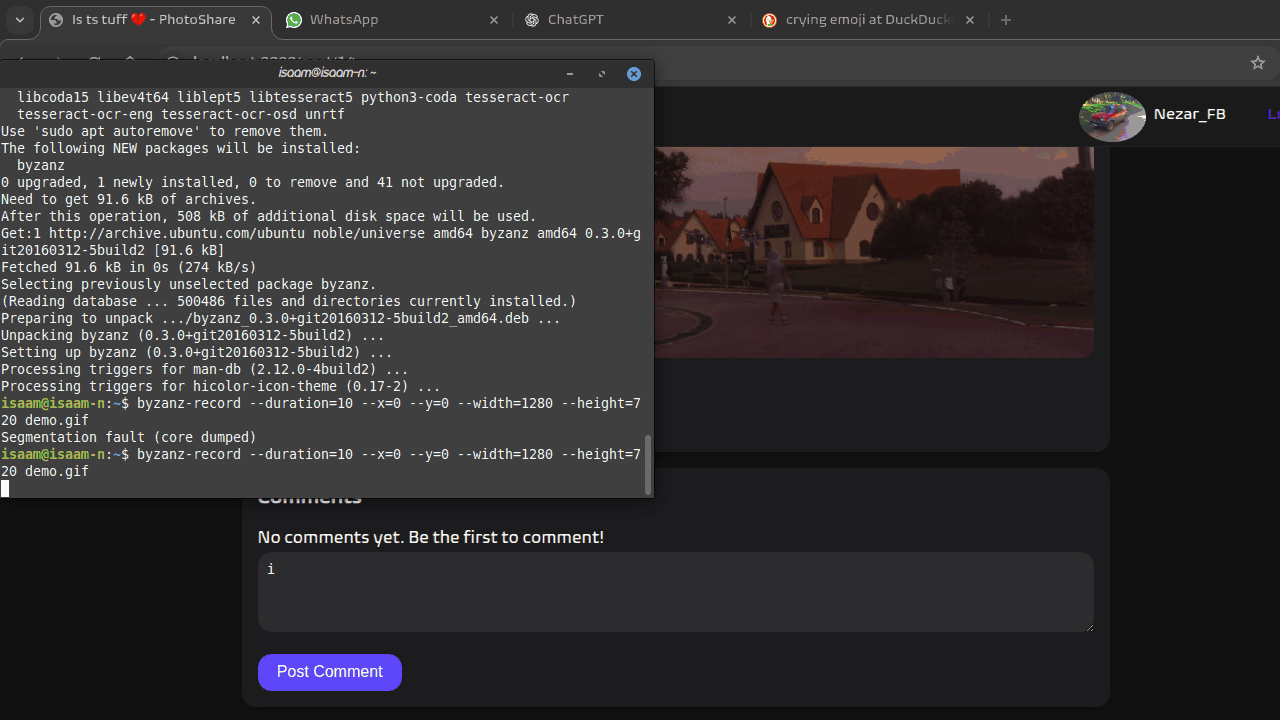 Is ts tuff ❤️ - PhotoShare
WhatsApp
ChatGPT
crying emoji at DuckDuck
isaam@isaam-n: ~
Nezar_FB
libcoda15 libev4t64 liblept5 libtesseract5 python3-coda tesseract-ocr
tesseract-ocr-eng tesseract-ocr-osd unrtf
Use 'sudo apt autoremove' to remove them.
The following NEW packages will be installed:
byzanz
0 upgraded, 1 newly installed, 0 to remove and 41 not upgraded.
Need to get 91.6 kB of archives.
After this operation, 508 kB of additional disk space will be used.
Get:1 http://archive.ubuntu.com/ubuntu noble/universe amd64 byzanz amd64 0.3.0+g
it20160312-5build2 [91.6 kB]
Fetched 91.6 kB in 0s (274 kB/s)
Selecting previously unselected package byzanz.
(Reading database ... 500486 files and directories currently installed.)
Preparing to unpack .../byzanz_0.3.0+git20160312-5build2_amd64.deb ...
Unpacking byzanz (0.3.0+git20160312-5build2) ...
Setting up byzanz (0.3.0+git20160312-5build2) ...
Processing triggers for man-db (2.12.0-4build2) ...
Processing triggers for hicolor-icon-theme (0.17-2) ...
isaam@isaam-n:~$ byzanz-record --duration=10 --x=0 --y=0 --width=1280 --height=7
20 demo.gif
Segmentation fault (core dumped)
isaam@isaam-n:~$ byzanz-record --duration=10 --x=0 --y=0 --width=1280 --height=7
20 demo.gif
Comments
No comments yet. Be the first to comment!
i
Post Comment